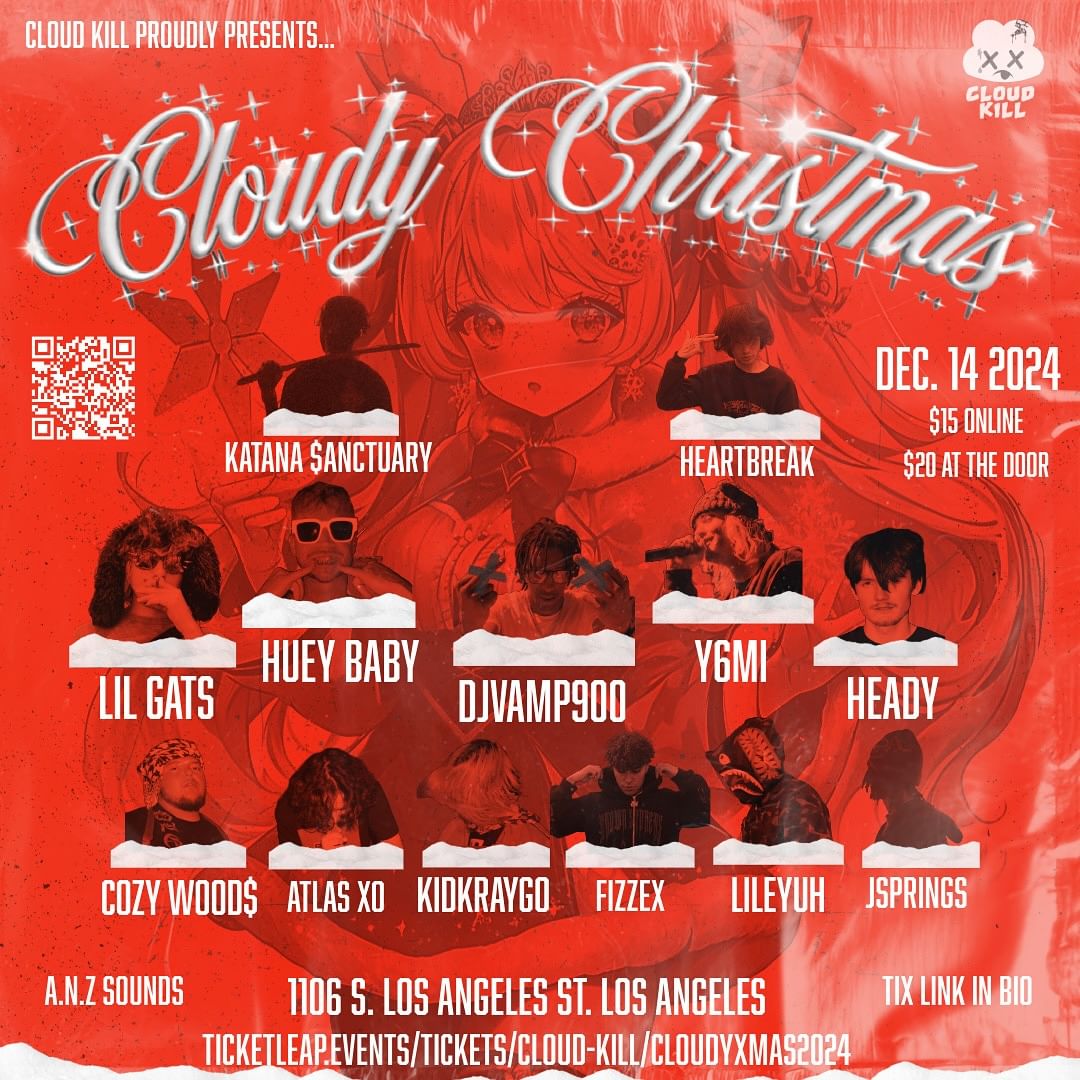 CLOUD KILL PROUDLY PRESENTS...
CLOUD
KILL
Cloudy Christmas
DEC. 14 2024
$15 ONLINE
$20 AT THE DOOR
KATANA $ANCTUARY
HEARTBREAK
LIL GATS
HUEY BABY
DJVAMP900
Y6MI
HEADY
COZY WOOD$
ATLAS XO
KIDKRAYGO
FIZZEX
LILEYUH
JSPRINGS
A.N.Z SOUNDS
1106 S. LOS ANGELES ST. LOS ANGELES
TIX LINK IN BIO
TICKETLEAP.EVENTS/TICKETS/CLOUD-KILL/CLOUDYXMAS2024